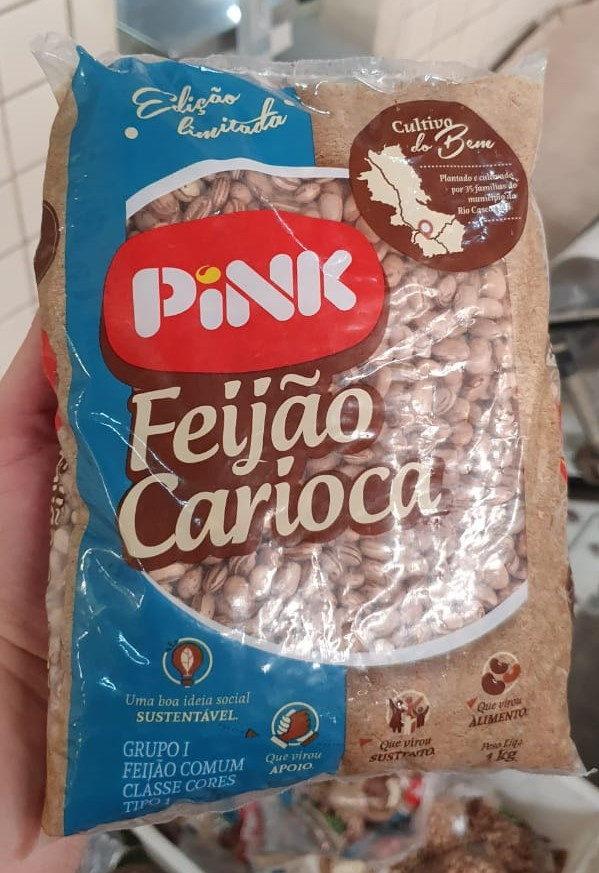 Edição
limitada
Cultivo
do Bem
Plantado e cultivado
por 35 famílias do
município de
Rio Casca
PiNK
Feijão
Carioca
Uma boa ideia social
SUSTENTÁVEL.
Que virou
APOIO.
Que virou
SUSTENTO.
Que virou
ALIMENTO.
GRUPO I
FEIJÃO COMUM
CLASSE CORES
TIPO 1
Peso Líq.
1 kg